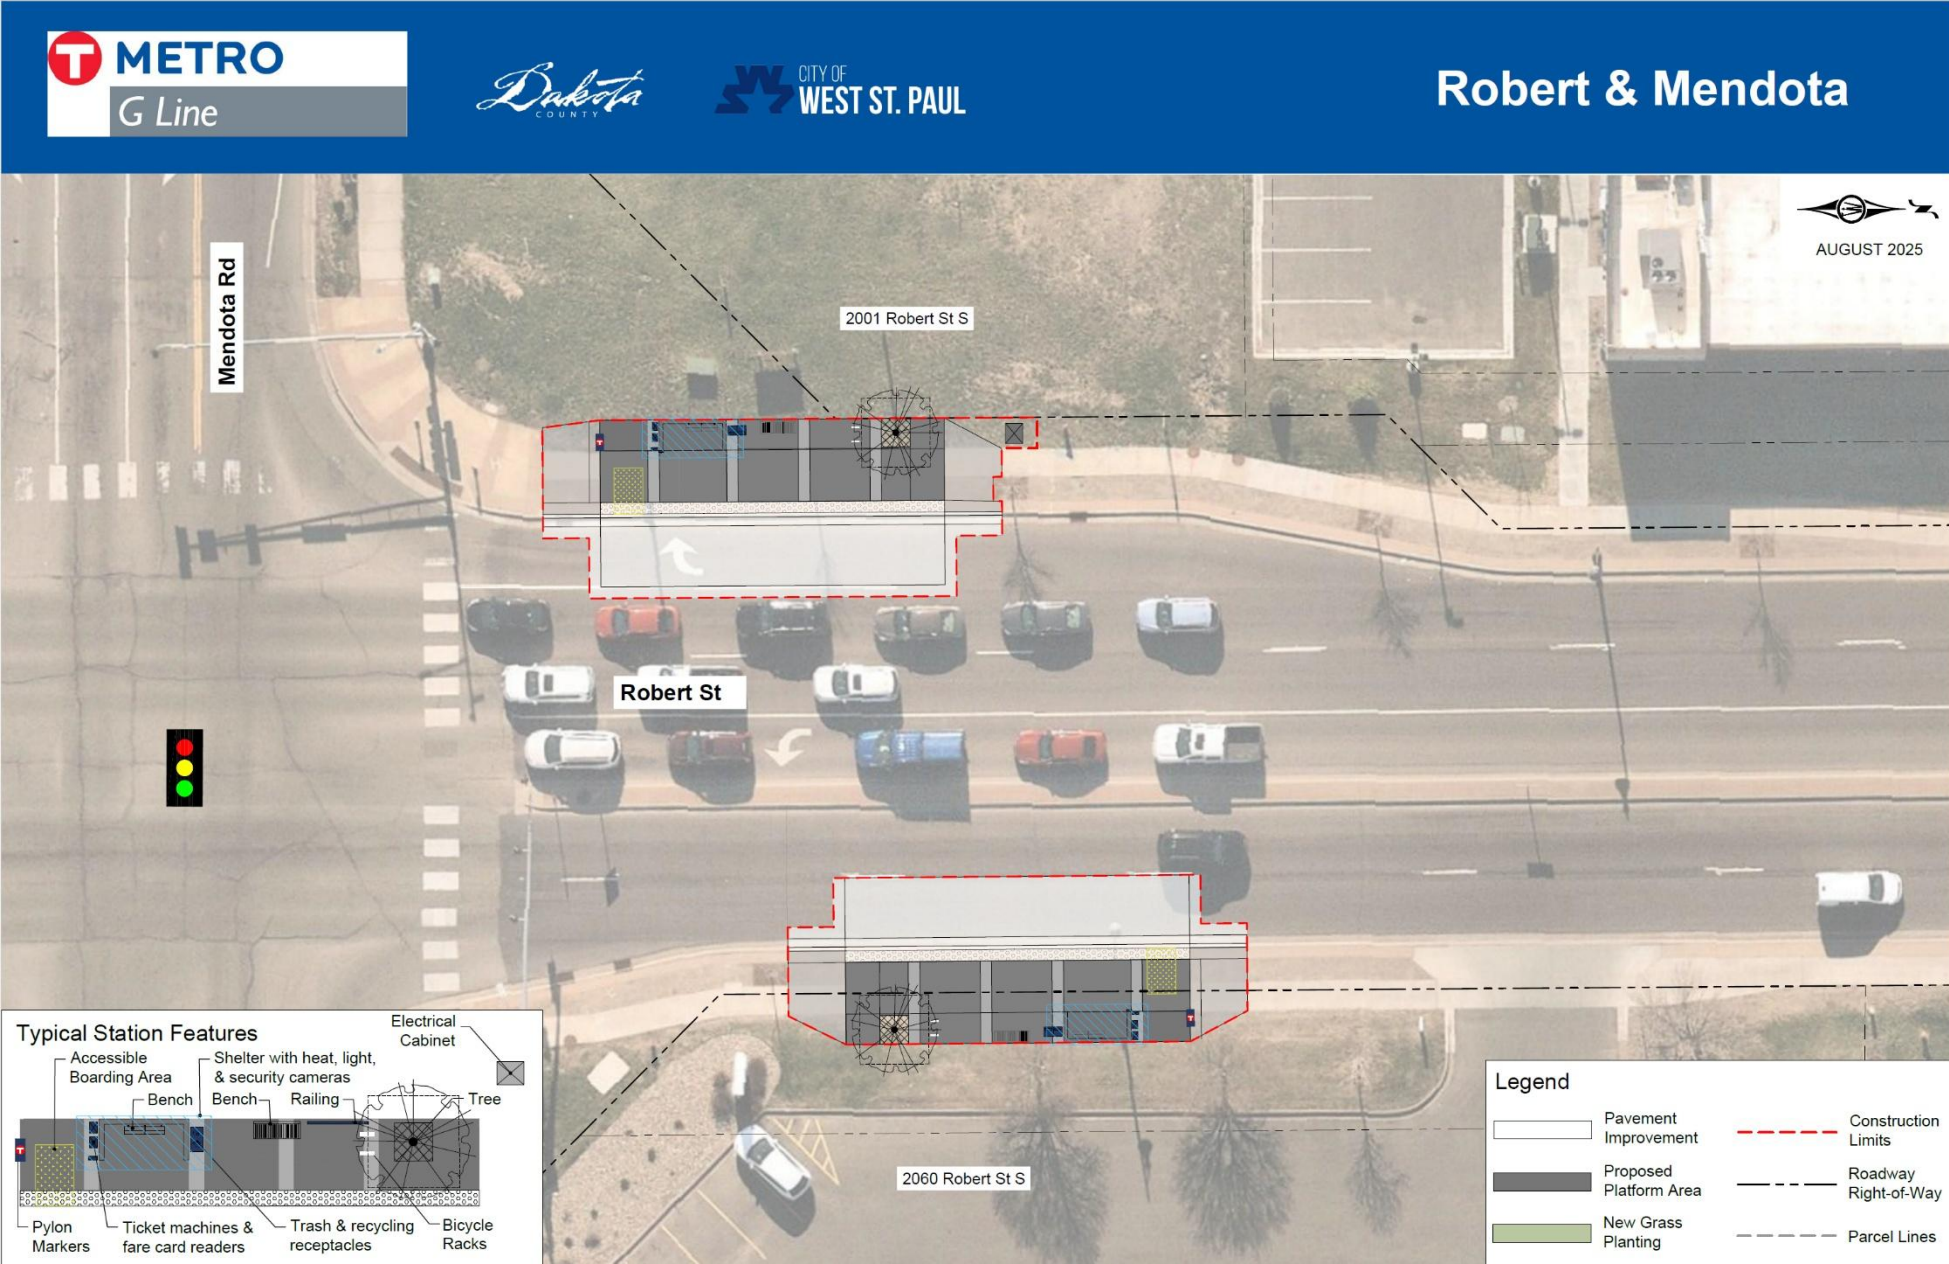 T METRO
G Line
Dakota
COUNTY
CITY OF
WEST ST. PAUL
Robert & Mendota
AUGUST 2025
Mendota Rd
2001 Robert St S
Robert St
2060 Robert St S
Typical Station Features
Electrical
Cabinet
Accessible
Boarding Area
Shelter with heat, light,
& security cameras
Bench
Bench
Railing
Tree
Pylon
Markers
Ticket machines &
fare card readers
Trash & recycling
receptacles
Bicycle
Racks
Legend
Pavement
Improvement
Construction
Limits
Proposed
Platform Area
Roadway
Right-of-Way
New Grass
Planting
Parcel Lines